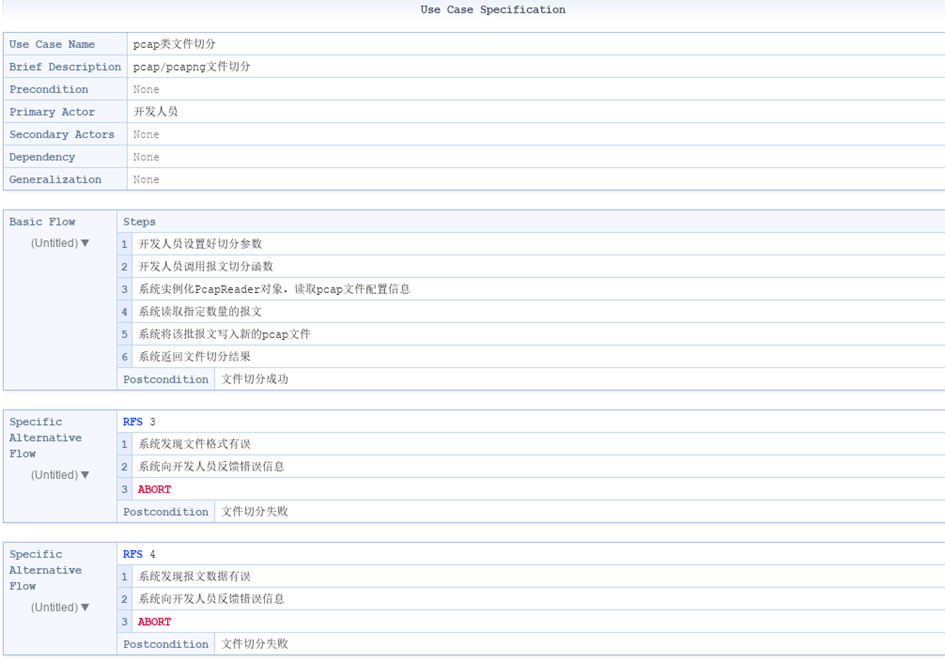 Use Case Specification
Use Case Name pcap类文件切分
Brief Description pcap/pcapng文件切分
Precondition None
Primary Actor 开发人员
Secondary Actors None
Dependency None
Generalization None
Basic Flow Steps
(Untitled) ▼
1 开发人员设置好切分参数
2 开发人员调用报文切分函数
3 系统实例化PcapReader对象. 读取pcap文件配置信息
4 系统读取指定数量的报文
5 系统将该批报文写入新的pcap文件
6 系统返回文件切分结果
Postcondition 文件切分成功
Specific Alternative Flow RFS 3
(Untitled) ▼
1 系统发现文件格式有误
2 系统向开发人员反馈错误信息
3 ABORT
Postcondition 文件切分失败
Specific Alternative Flow RFS 4
(Untitled) ▼
1 系统发现报文数据有误
2 系统向开发人员反馈错误信息
3 ABORT
Postcondition 文件切分失败